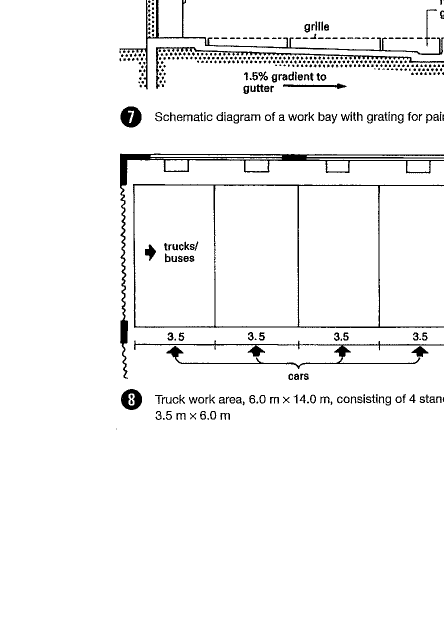 grille
1.5% gradient to
gutter
7 Schematic diagram of a work bay with grating for
trucks/
buses
3.5 3.5 3.5 3.5
cars
8 Truck work area, 6.0 m × 14.0 m, consisting of 4
3.5 m × 6.0 m